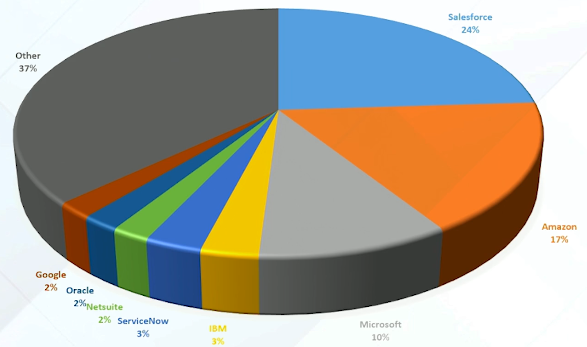 Salesforce
24%
Other
37%
Amazon
17%
Google
2%
Oracle
2%
Netsuite
2%
ServiceNow
3%
IBM
3%
Microsoft
10%